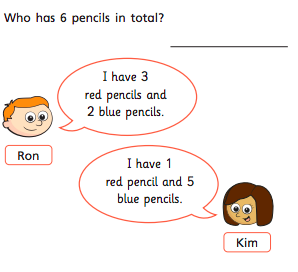 Who has 6 pencils in total?
I have 3
red pencils and
2 blue pencils.
Ron
I have 1
red pencil and 5
blue pencils.
Kim